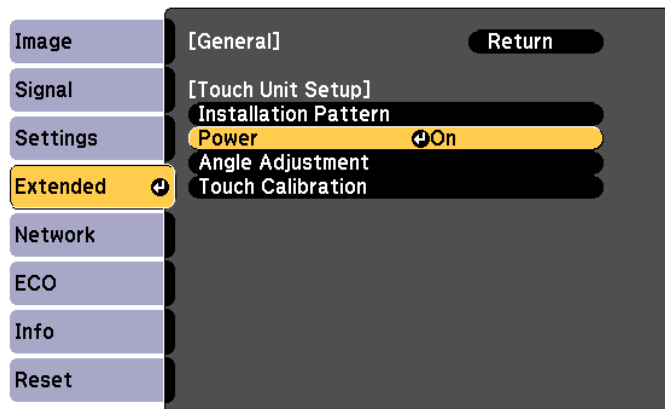 Image
Signal
Settings
Extended
Network
ECO
Info
Reset
[General] Return
[Touch Unit Setup]
Installation Pattern
Power On
Angle Adjustment
Touch Calibration